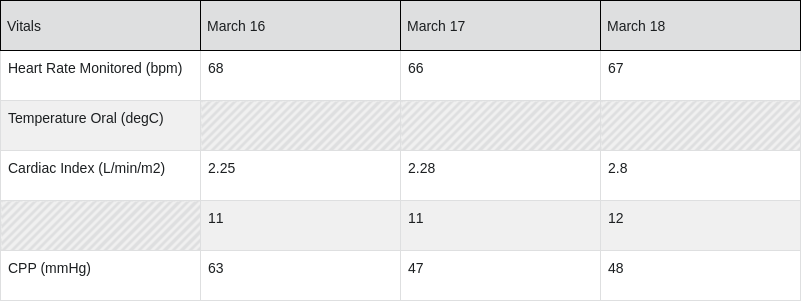 Vitals March 16 March 17 March 18
Heart Rate Monitored (bpm) 68 66 67
Temperature Oral (degC)
Cardiac Index (L/min/m2) 2.25 2.28 2.8
11 11 12
CPP (mmHg) 63 47 48